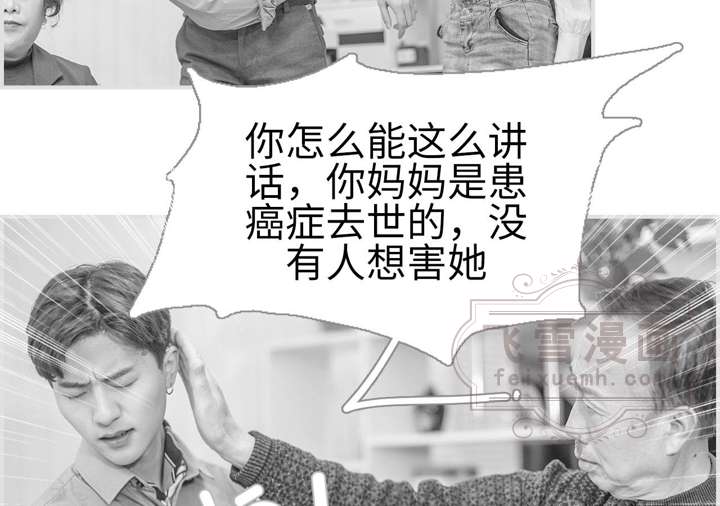 你怎么能这么讲
话，你妈妈是患
癌症去世的，没
有人想害她
飞雪漫画
feixuemh.com